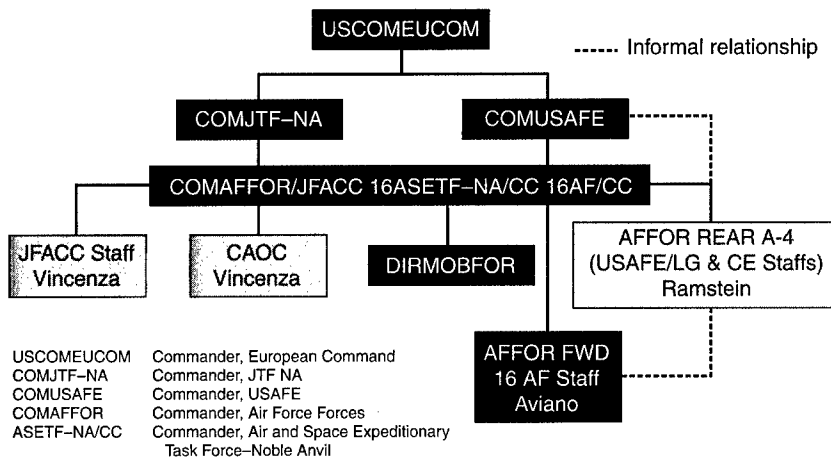 USCOMEUCOM
Informal relationship
COMJTF–NA
COMUSAFE
COMAFFOR/JFACC 16ASETF–NA/CC 16AF/CC
JFACC Staff
Vincenza
CAOC
Vincenza
DIRMOBFOR
AFFOR REAR A-4
(USAFE/LG & CE Staffs)
Ramstein
AFFOR FWD
16 AF Staff
Aviano
USCOMEUCOM Commander, European Command
COMJTF–NA Commander, JTF NA
COMUSAFE Commander, USAFE
COMAFFOR Commander, Air Force Forces
ASETF–NA/CC Commander, Air and Space Expeditionary
Task Force–Noble Anvil